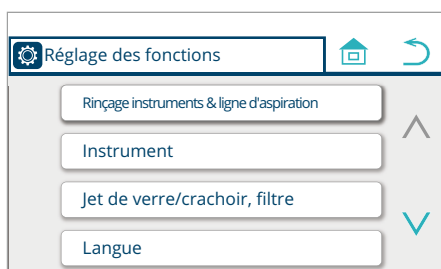 Réglage des fonctions
Rinçage instruments & ligne d'aspiration
Instrument
Jet de verre/crachoir, filtre
Langue